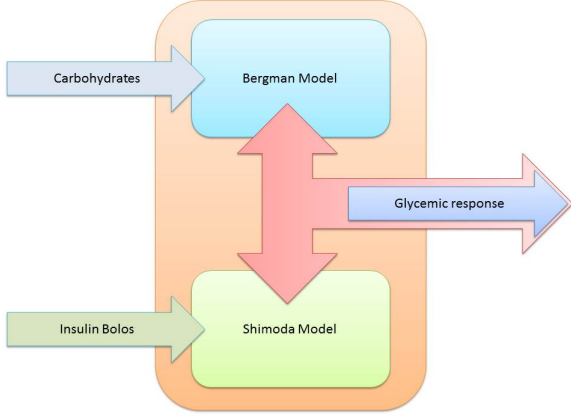 Carbohydrates
Bergman Model
Glycemic response
Insulin Bolos
Shimoda Model